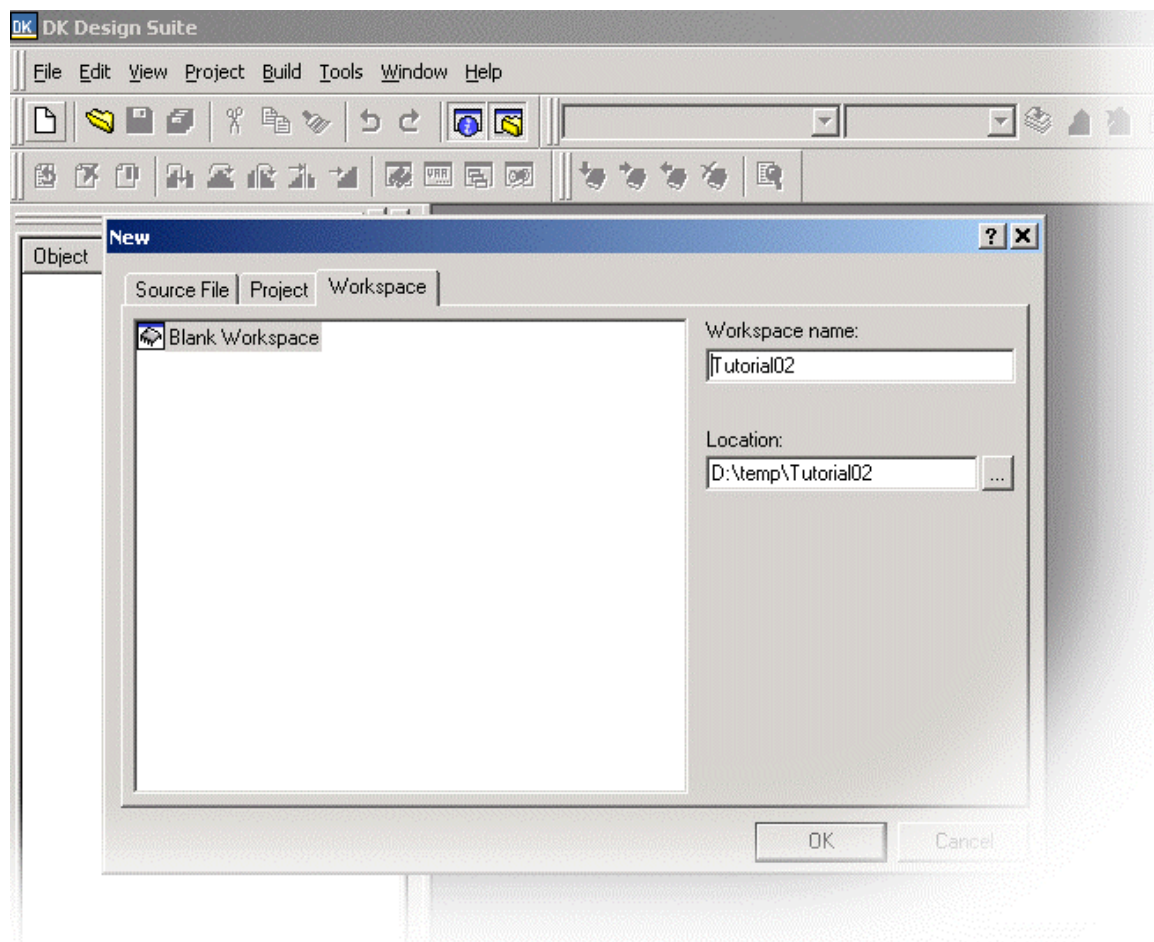 DK DK Design Suite
File Edit View Project Build Tools Window Help
VAR
Object
New
Source File Project Workspace
Blank Workspace
Workspace name:
Tutorial02
Location:
D:\temp\Tutorial02
...
OK Cancel